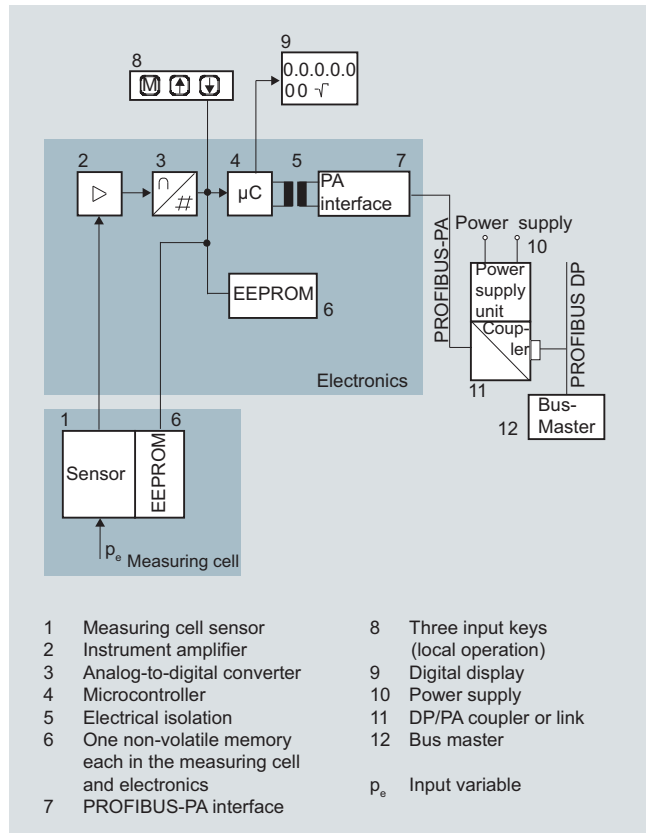 9
8
0.0.0.0.0
0 0 √
M
2
3
4
5
7
∩
#
µC
PA
interface
Power supply
10
PROFIBUS-PA
EEPROM
6
Power
supply
unit
Coup-
ler
PROFIBUS DP
Electronics
11
Bus-
Master
12
1
6
Sensor
EEPROM
pe
Measuring cell
1 Measuring cell sensor
2 Instrument amplifier
3 Analog-to-digital converter
4 Microcontroller
5 Electrical isolation
6 One non-volatile memory
each in the measuring cell
and electronics
7 PROFIBUS-PA interface
8 Three input keys
(local operation)
9 Digital display
10 Power supply
11 DP/PA coupler or link
12 Bus master
pe Input variable